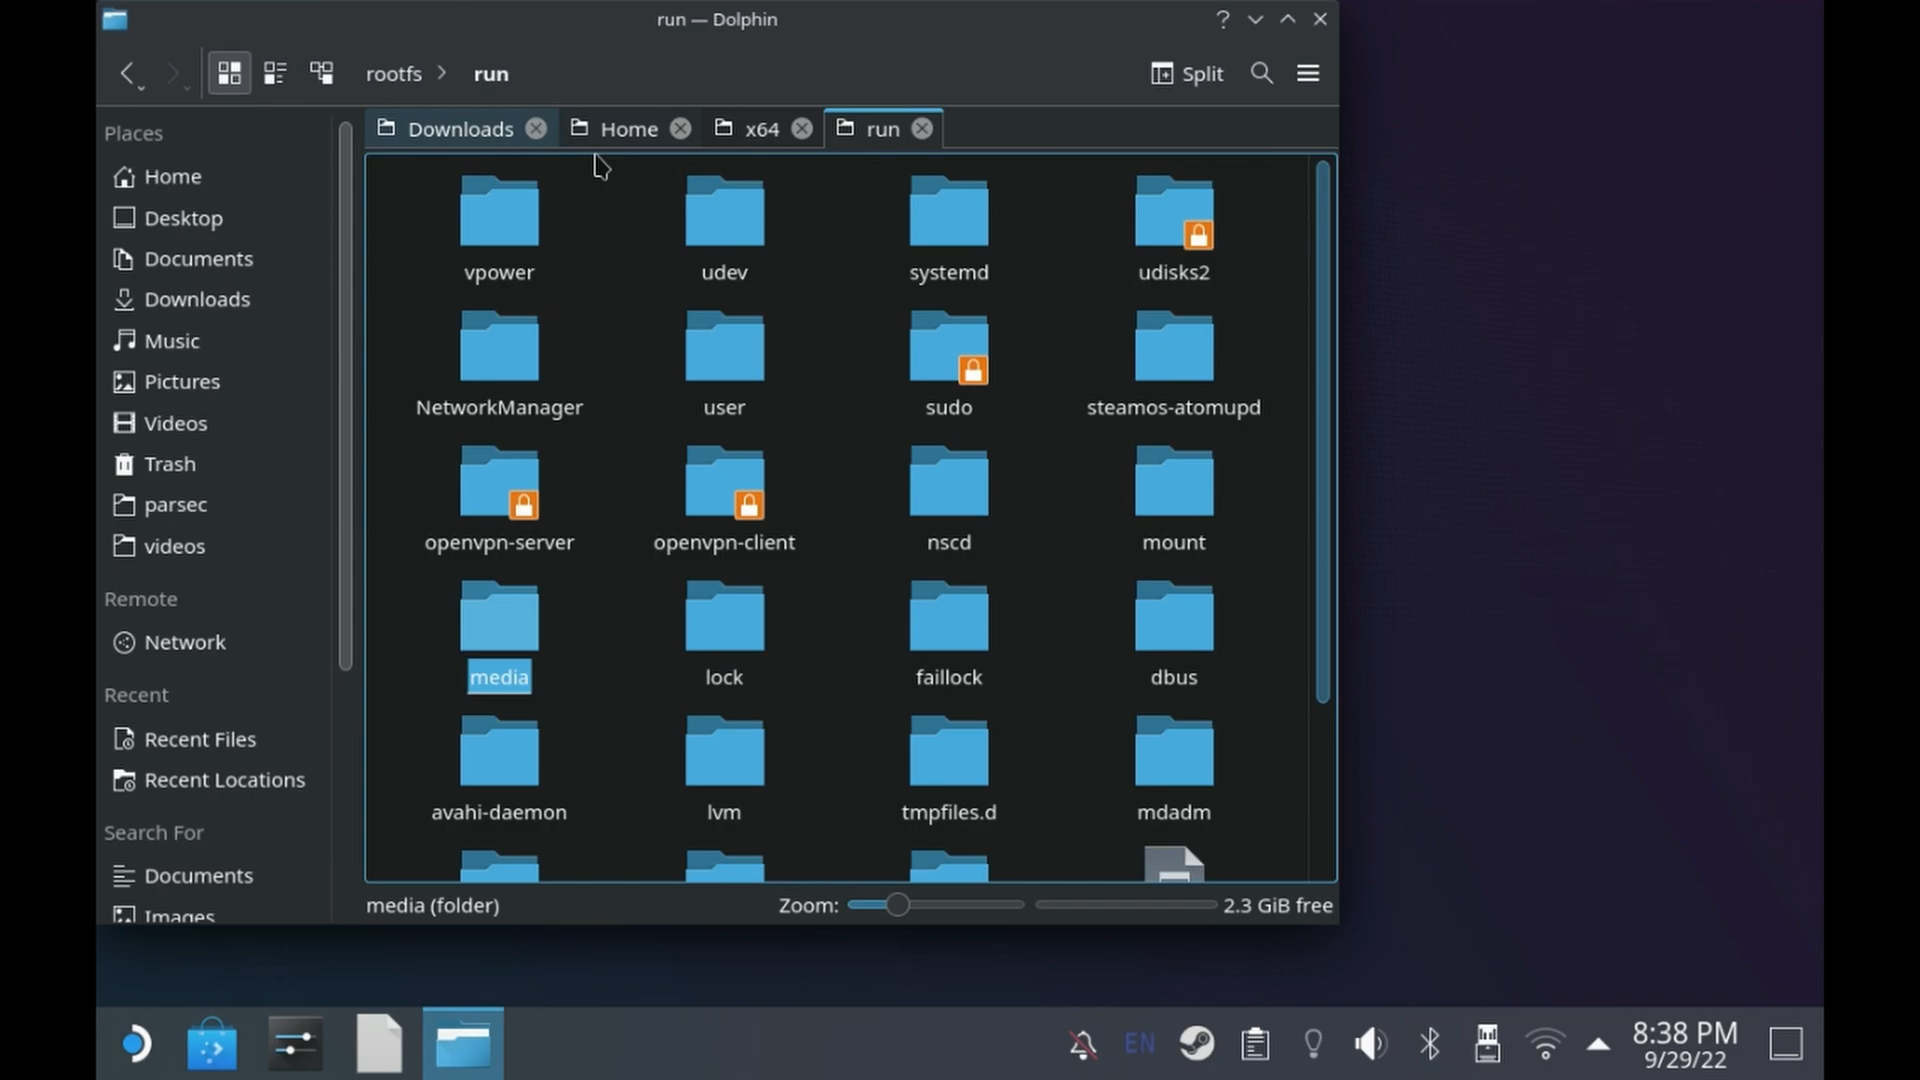 run — Dolphin
rootfs > run
Split
Places
Home
Desktop
Documents
Downloads
Music
Pictures
Videos
Trash
parsec
videos
Remote
Network
Recent
Recent Files
Recent Locations
Search For
Documents
Images
Downloads Home x64 run
vpower udev systemd udisks2
NetworkManager user sudo steamos-atomupd
openvpn-server openvpn-client nscd mount
media lock faillock dbus
avahi-daemon lvm tmpfiles.d mdadm
media (folder) Zoom: 2.3 GiB free
EN
8:38 PM
9/29/22